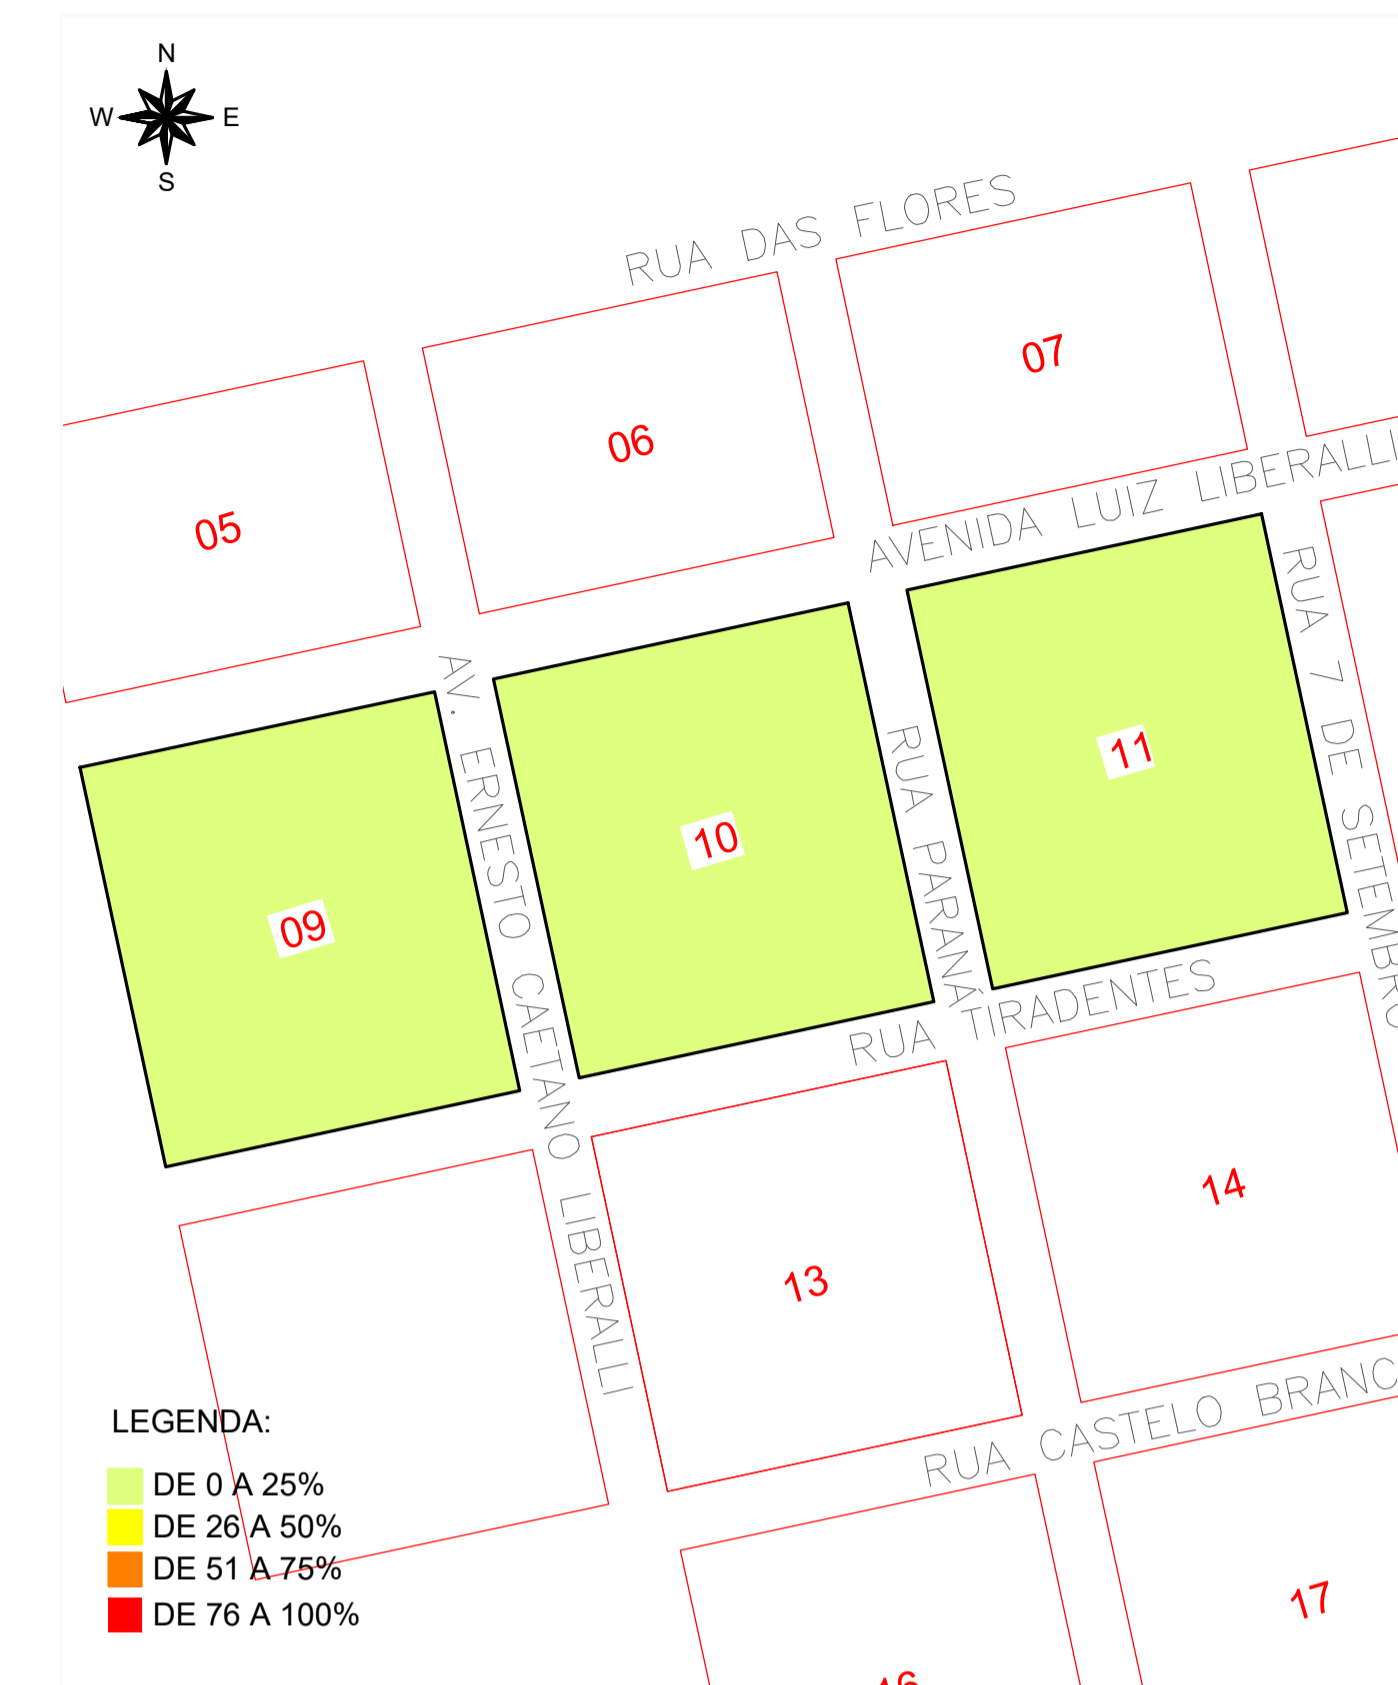 N
W E
S
RUA DAS FLORES
07
06
05
AVENIDA LUIZ LIBERALLI
RUA 7 DE SETEMBRO
AV. ERNESTO CAETANO LIBERALLI
RUA PARANÁ
11
10
09
RUA TIRADENTES
14
13
RUA CASTELO BRANC
17
16
LEGENDA:
DE 0 A 25%
DE 26 A 50%
DE 51 A 75%
DE 76 A 100%